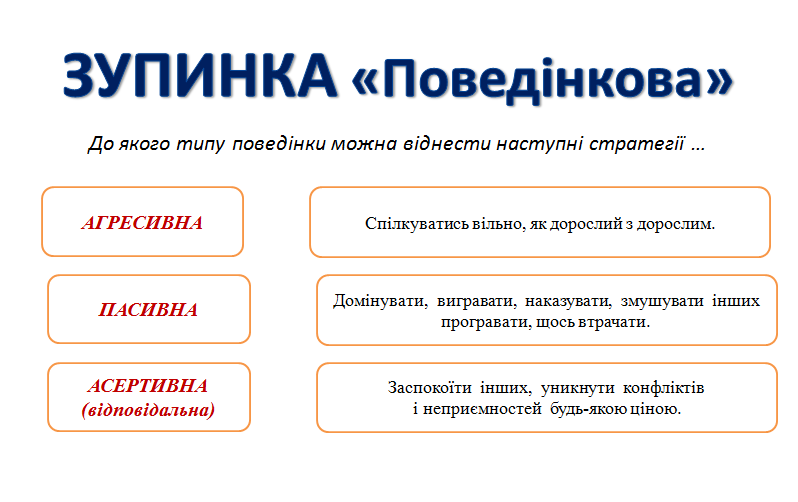 ЗУПИНКА «Поведінкова»
До якого типу поведінки можна віднести наступні стратегії ...
АГРЕСИВНА
Спілкуватись вільно, як дорослий з дорослим.
ПАСИВНА
Домінувати, вигравати, наказувати, змушувати інших
програвати, щось втрачати.
АСЕРТИВНА
(відповідальна)
Заспокоїти інших, уникнути конфліктів
і неприємностей будь-якою ціною.